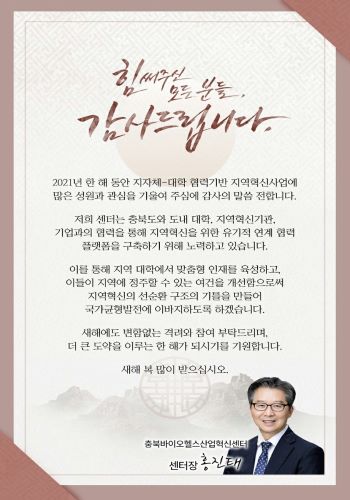 힘써주신
모든 분들,
감사드립니다.
2021년 한 해 동안 지자체-대학 협력기반 지역혁신사업에
많은 성원과 관심을 기울여 주심에 감사의 말씀 전합니다.
저희 센터는 충북도와 도내 대학, 지역혁신기관,
기업과의 협력을 통해 지역혁신을 위한 유기적 연계 협력
플랫폼을 구축하기 위해 노력하고 있습니다.
이를 통해 지역 대학에서 맞춤형 인재를 육성하고,
이들이 지역에 정주할 수 있는 여건을 개선함으로써
지역혁신의 선순환 구조의 기틀을 만들어
국가균형발전에 이바지하도록 하겠습니다.
새해에도 변함없는 격려와 참여 부탁드리며,
더 큰 도약을 이루는 한 해가 되시기를 기원합니다.
새해 복 많이 받으십시오.
충북바이오헬스산업혁신센터
센터장 홍진태